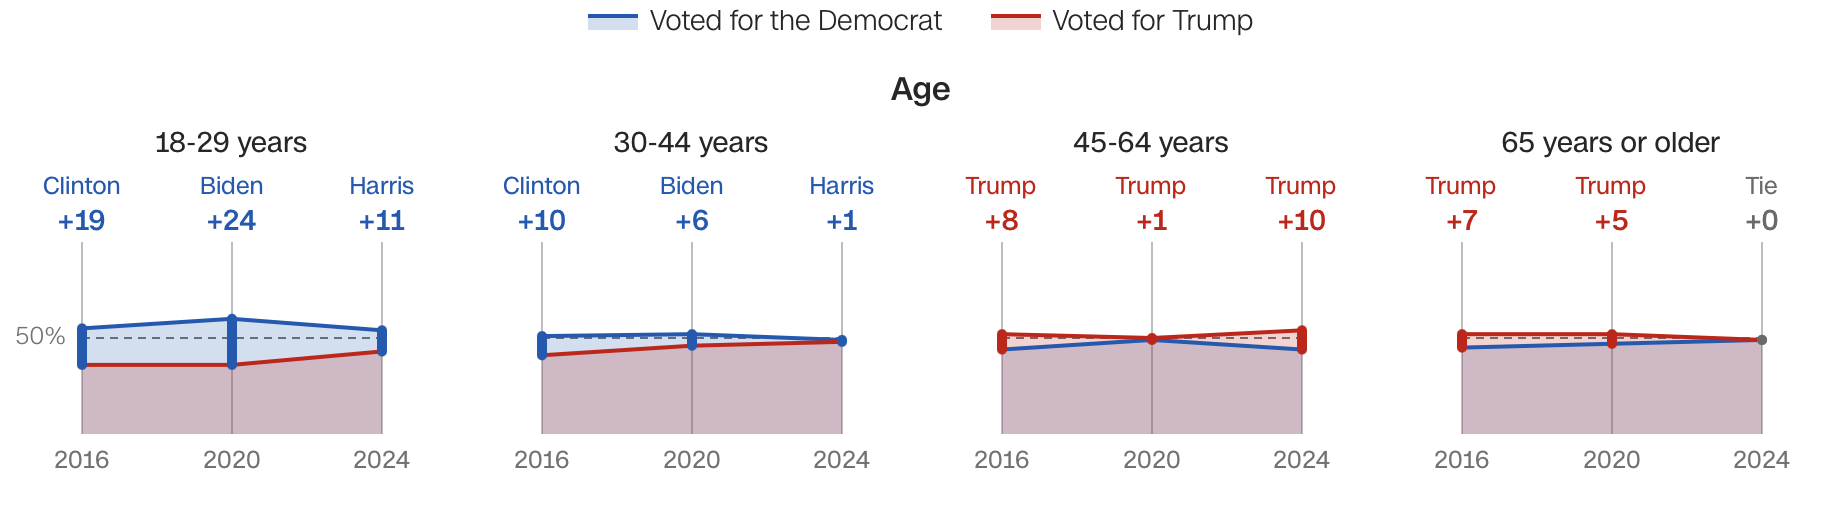 Voted for the Democrat Voted for Trump
Age
18-29 years 30-44 years 45-64 years 65 years or older
Clinton Biden Harris Clinton Biden Harris Trump Trump Trump Trump Trump Tie
+19 +24 +11 +10 +6 +1 +8 +1 +10 +7 +5 +0
50%
2016 2020 2024 2016 2020 2024 2016 2020 2024 2016 2020 2024